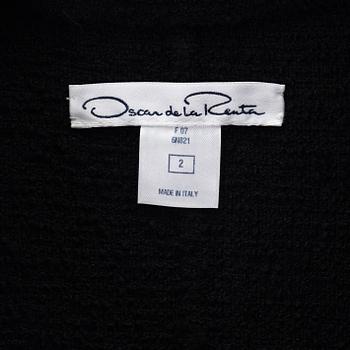 Oscar de la Renta
F 07
6N821
2
MADE IN ITALY